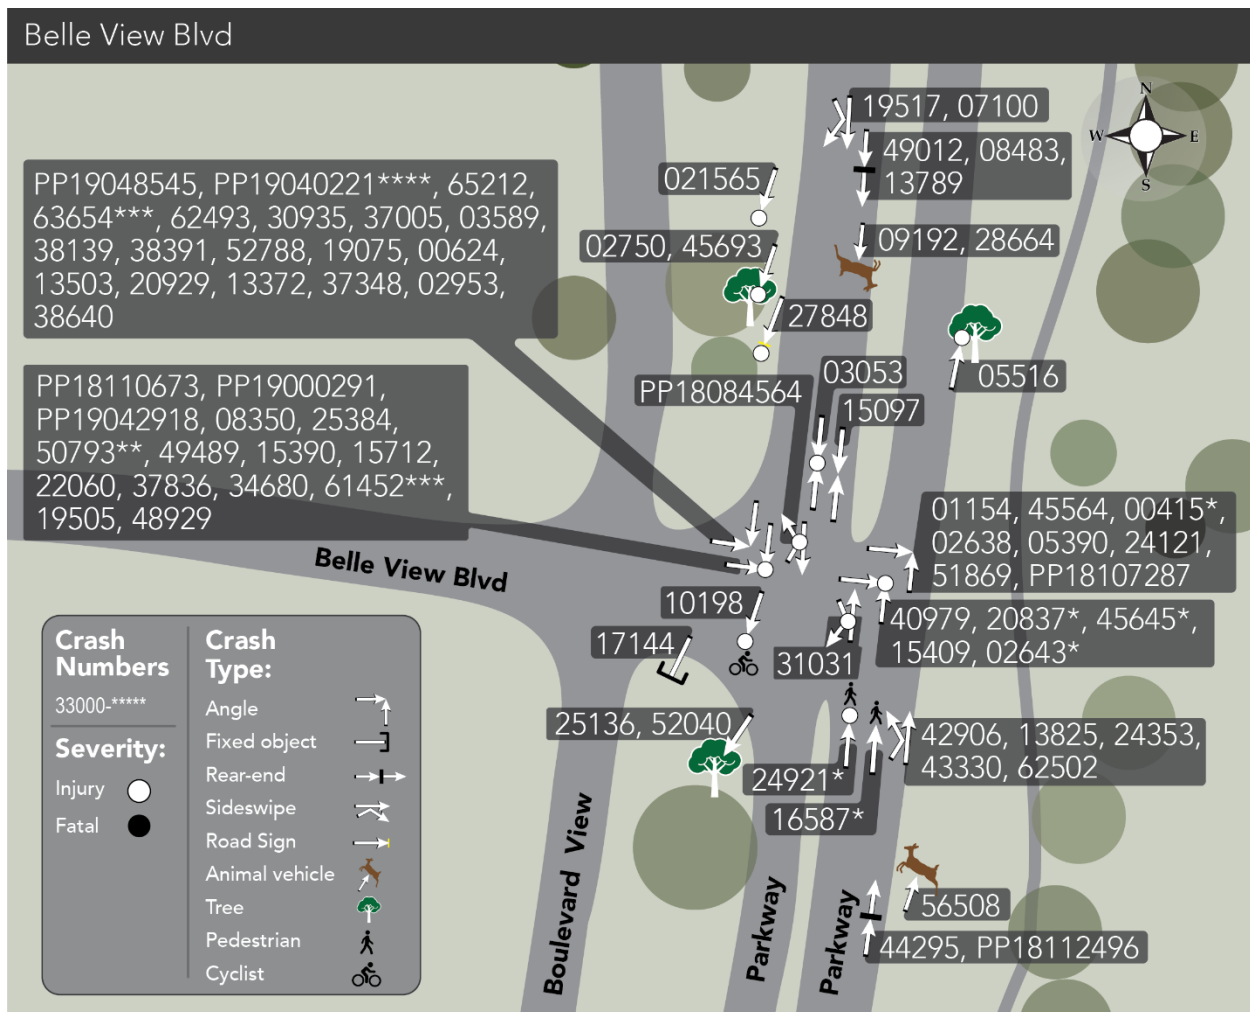 Belle View Blvd
19517, 07100
N
W
E
S
49012, 08483,
13789
021565
PP19048545, PP19040221****, 65212,
63654***, 62493, 30935, 37005, 03589,
38139, 38391, 52788, 19075, 00624,
13503, 20929, 13372, 37348, 02953,
38640
02750, 45693
09192, 28664
27848
03053
05516
PP18084564
15097
PP18110673, PP19000291,
PP19042918, 08350, 25384,
50793**, 49489, 15390, 15712,
22060, 37836, 34680, 61452***,
19505, 48929
01154, 45564, 00415*,
02638, 05390, 24121,
51869, PP18107287
Belle View Blvd
10198
40979, 20837*, 45645*,
15409, 02643*
17144
31031
25136, 52040
42906, 13825, 24353,
43330, 62502
24921*
16587*
56508
44295, PP18112496
Boulevard View
Parkway
Parkway
Crash
Numbers
33000-*****
Severity:
Injury
Fatal
Crash
Type:
Angle
Fixed object
Rear-end
Sideswipe
Road Sign
Animal vehicle
Tree
Pedestrian
Cyclist